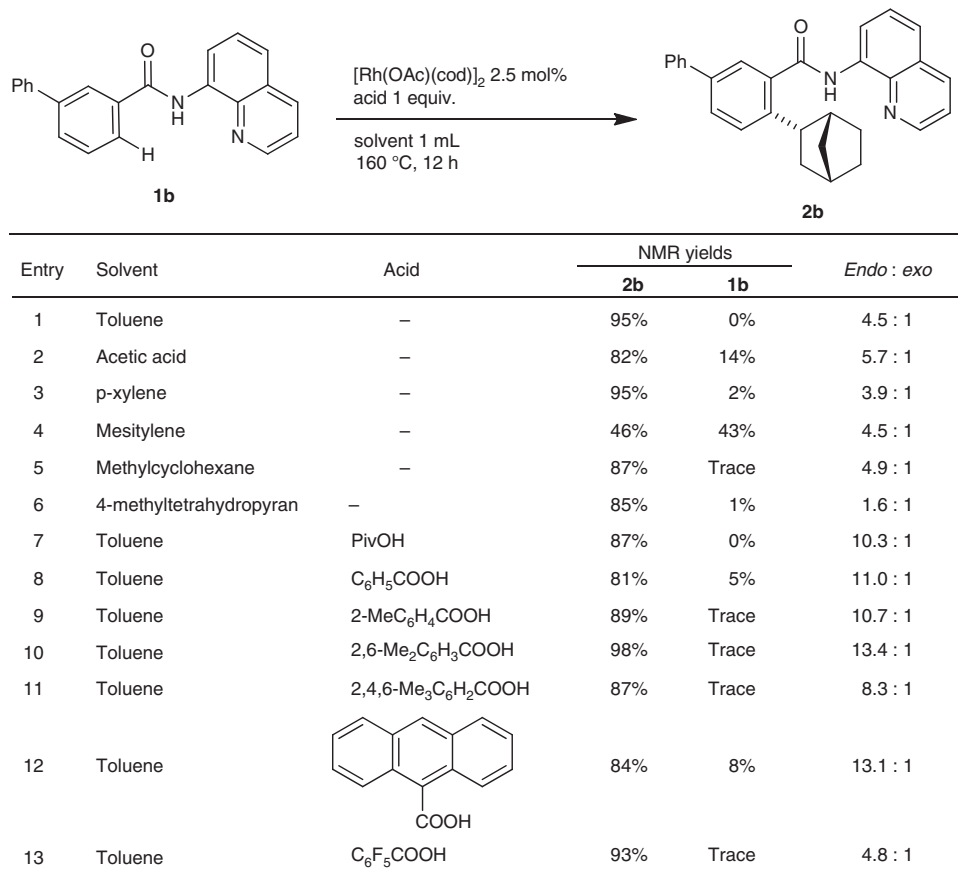 O
Ph
N
H
N
H
1b
[Rh(OAc)(cod)]2 2.5 mol%
acid 1 equiv.
solvent 1 mL
160 °C, 12 h
O
Ph
N
H
N
2b
Entry Solvent Acid NMR yields Endo : exo
2b 1b
1 Toluene – 95% 0% 4.5 : 1
2 Acetic acid – 82% 14% 5.7 : 1
3 p-xylene – 95% 2% 3.9 : 1
4 Mesitylene – 46% 43% 4.5 : 1
5 Methylcyclohexane – 87% Trace 4.9 : 1
6 4-methyltetrahydropyran – 85% 1% 1.6 : 1
7 Toluene PivOH 87% 0% 10.3 : 1
8 Toluene C6H5COOH 81% 5% 11.0 : 1
9 Toluene 2-MeC6H4COOH 89% Trace 10.7 : 1
10 Toluene 2,6-Me2C6H3COOH 98% Trace 13.4 : 1
11 Toluene 2,4,6-Me3C6H2COOH 87% Trace 8.3 : 1
12 Toluene 84% 8% 13.1 : 1
COOH
13 Toluene C6F5COOH 93% Trace 4.8 : 1